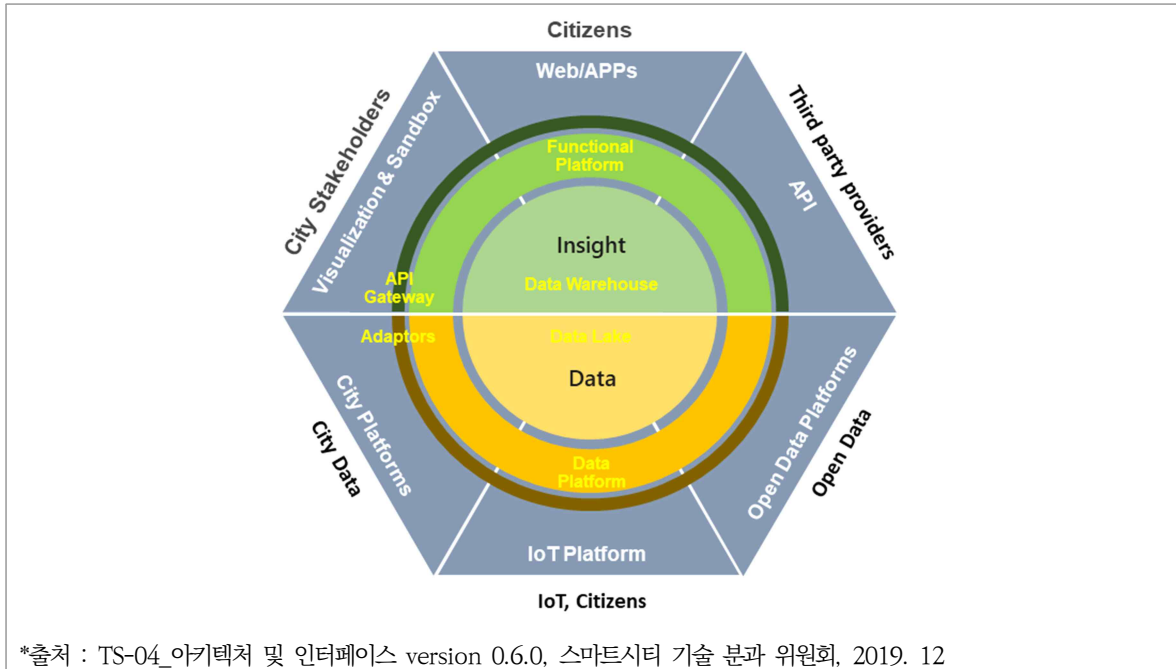 Citizens
Web/APPs
City Stakeholders
Visualization & Sandbox
Third party providers
API
Functional
Platform
Insight
Data Warehouse
API
Gateway
Adaptors
Data Lake
Data
City Platforms
City Data
Open Data Platforms
Open Data
Data
Platform
IoT Platform
IoT, Citizens
*출처 : TS-04_아키텍처 및 인터페이스 version 0.6.0, 스마트시티 기술 분과 위원회, 2019. 12